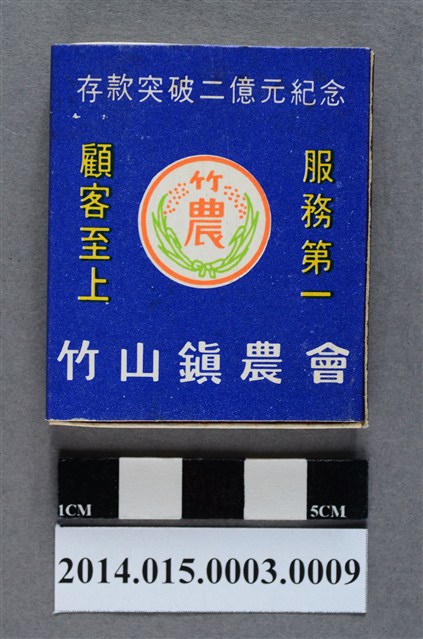 存款突破二億元紀念
服務第一
顧客至上
竹農
竹山鎮農會
1CM
5CM
2014.015.0003.0009